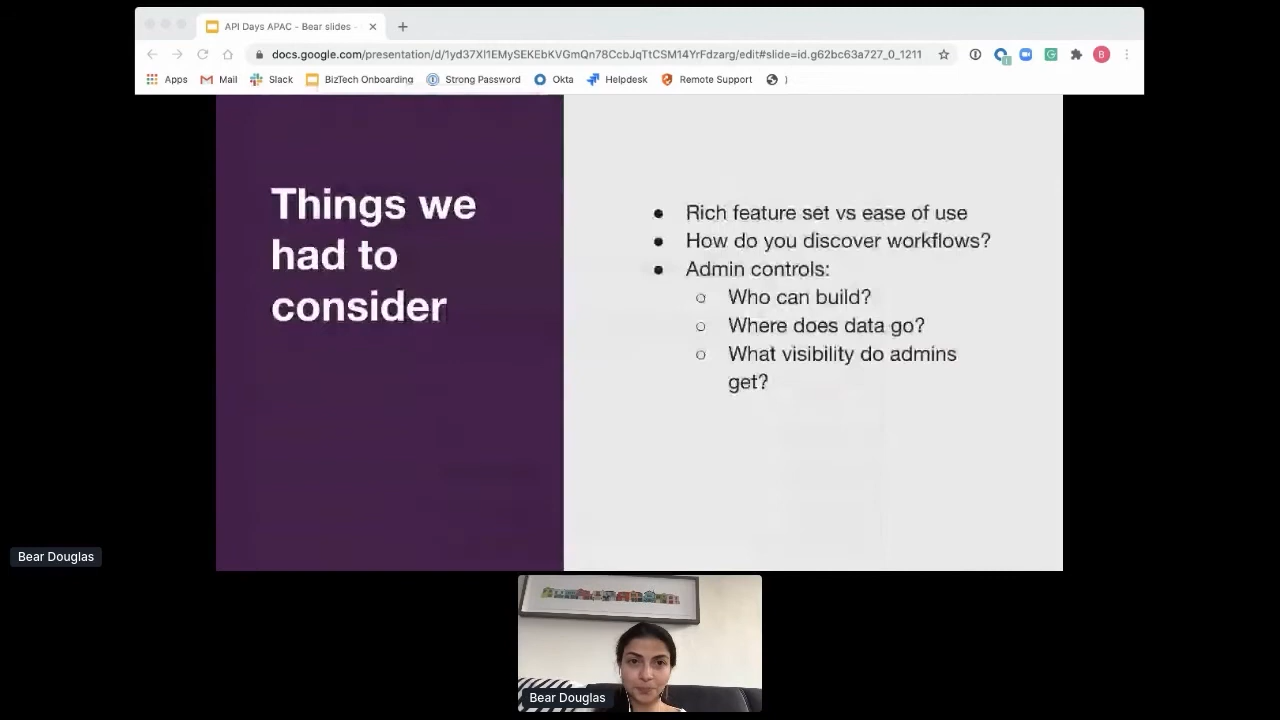 API Days APAC - Bear slides -
docs.google.com/presentation/d/1yd37Xl1EMySEKEbKVGmQn78CcbJqTtCSM14YrFdzarg/edit#slide=id.g62bc63a727_0_1211
Apps Mail Slack BizTech Onboarding Strong Password Okta Helpdesk Remote Support )
B
Things we
had to
consider
● Rich feature set vs ease of use
● How do you discover workflows?
● Admin controls:
○ Who can build?
○ Where does data go?
○ What visibility do admins
get?
Bear Douglas
Bear Douglas